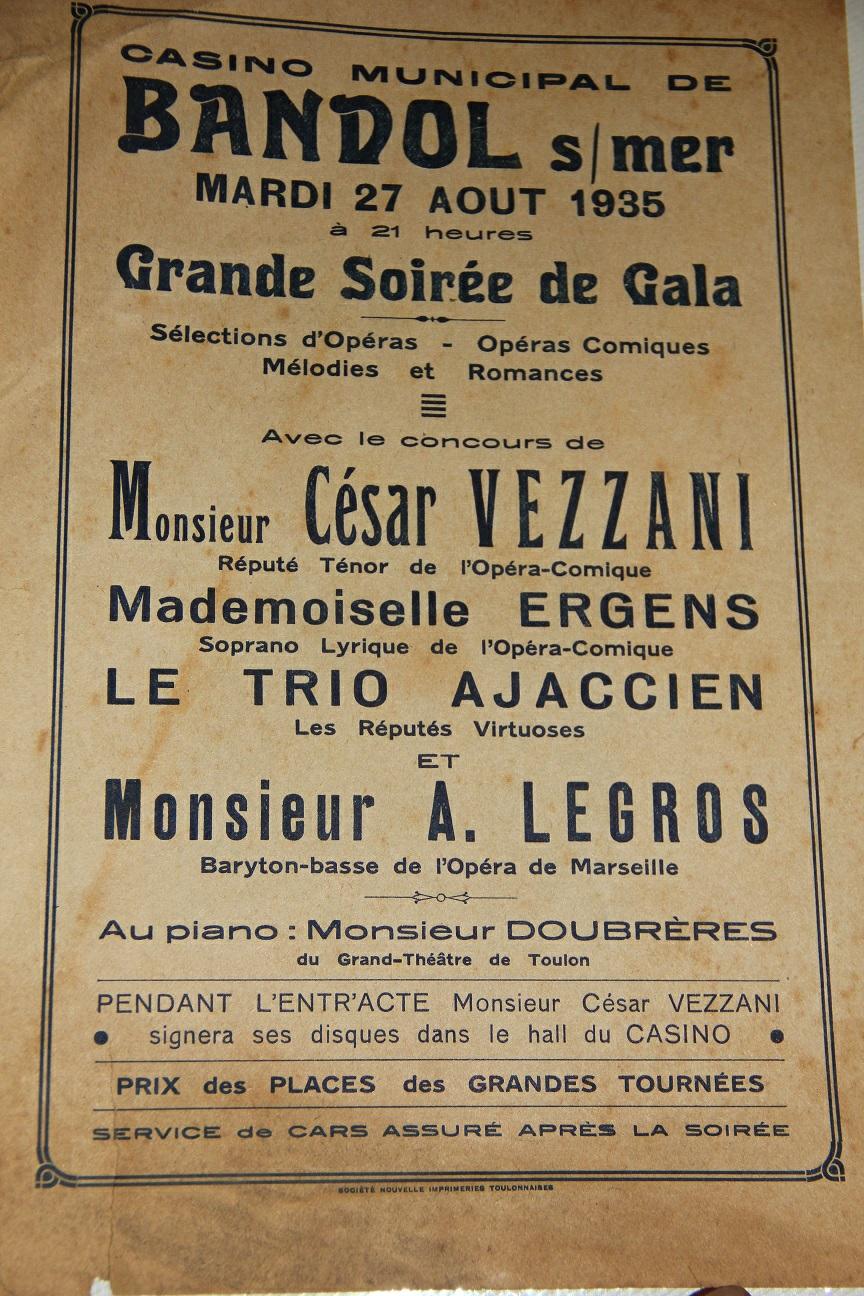 CASINO MUNICIPAL DE
BANDOL s/mer
MARDI 27 AOUT 1935
à 21 heures
Grande Soirée de Gala
Sélections d'Opéras - Opéras Comiques
Mélodies et Romances
Avec le concours de
Monsieur César VEZZANI
Réputé Ténor de l'Opéra-Comique
Mademoiselle ERGENS
Soprano Lyrique de l'Opéra-Comique
LE TRIO AJACCIEN
Les Réputés Virtuoses
ET
Monsieur A. LEGROS
Baryton-basse de l'Opéra de Marseille
Au piano : Monsieur DOUBRÈRES
du Grand-Théâtre de Toulon
PENDANT L'ENTR'ACTE Monsieur César VEZZANI
• signera ses disques dans le hall du CASINO •
PRIX des PLACES des GRANDES TOURNÉES
SERVICE de CARS ASSURÉ APRÈS LA SOIRÉE
SOCIÉTÉ NOUVELLE IMPRIMERIES TOULONNAISES